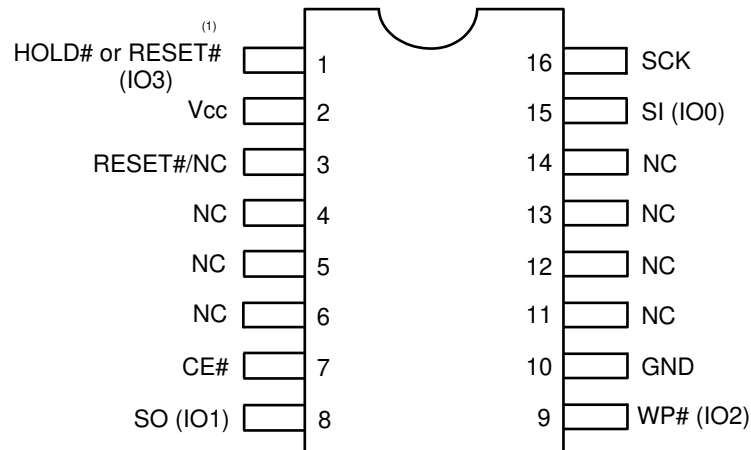 (1)
HOLD# or RESET# 1 16 SCK
(IO3)
Vcc 2 15 SI (IO0)
RESET#/NC 3 14 NC
NC 4 13 NC
NC 5 12 NC
NC 6 11 NC
CE# 7 10 GND
SO (IO1) 8 9 WP# (IO2)